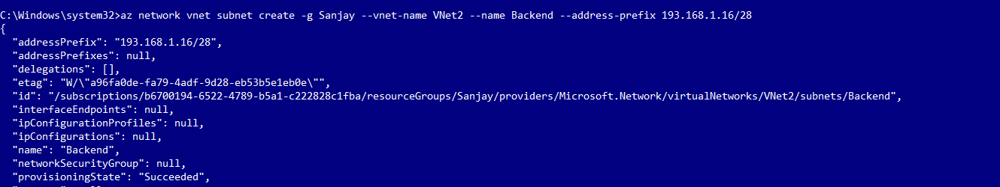 C:\Windows\system32>az network vnet subnet create -g Sanjay --vnet-name VNet2 --name Backend --address-prefix 193.168.1.16/28
{
  "addressPrefix": "193.168.1.16/28",
  "addressPrefixes": null,
  "delegations": [],
  "etag": "W/\"a96fa0de-fa79-4adf-9d28-eb53b5e1eb0e\"",
  "id": "/subscriptions/b6700194-6522-4789-b5a1-c222828c1fba/resourceGroups/Sanjay/providers/Microsoft.Network/virtualNetworks/VNet2/subnets/Backend",
  "interfaceEndpoints": null,
  "ipConfigurationProfiles": null,
  "ipConfigurations": null,
  "name": "Backend",
  "networkSecurityGroup": null,
  "provisioningState": "Succeeded",